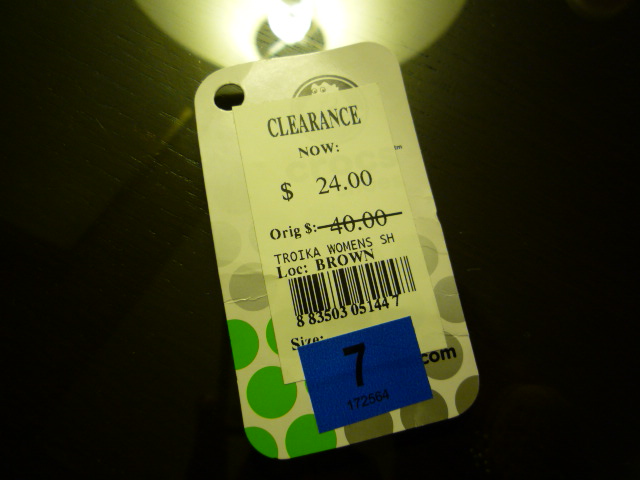 CLEARANCE
NOW:
$ 24.00
Orig $: 40.00
TROIKA WOMENS SH
Loc: BROWN
8 83503 05144 7
Size:
7
172564
com